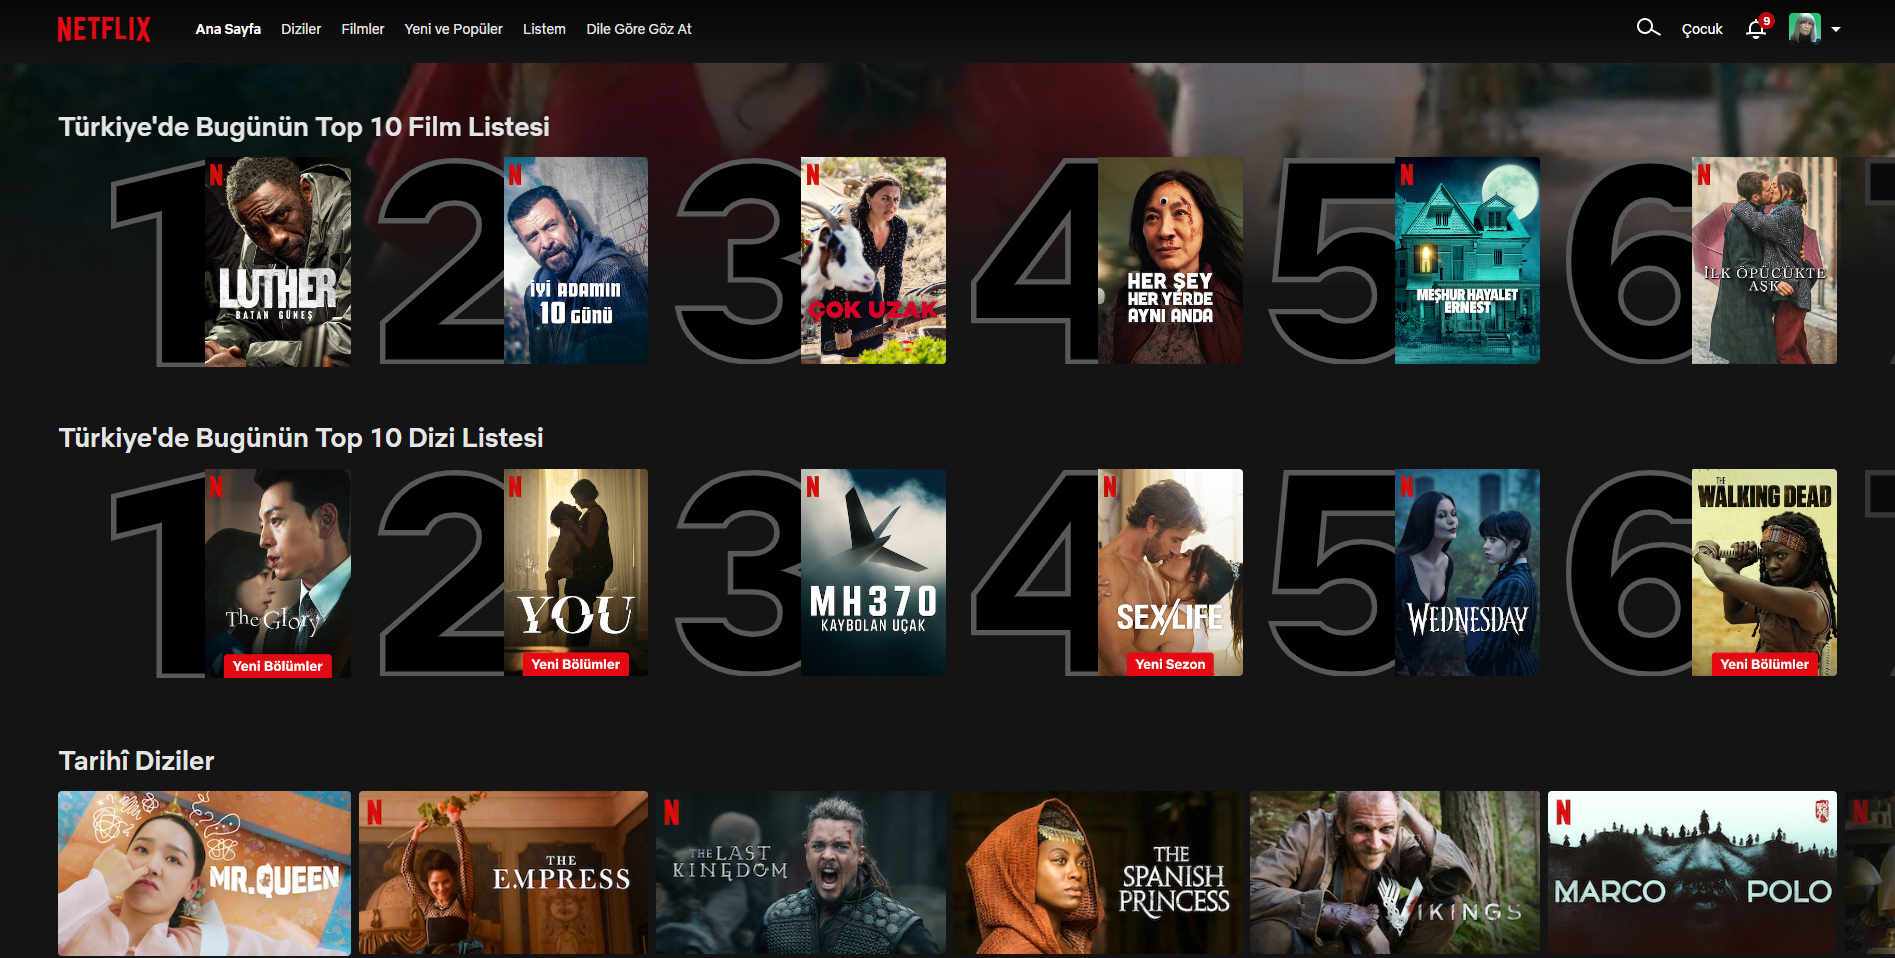 NETFLIX
Ana Sayfa Diziler Filmler Yeni ve Popüler Listem Dile Göre Göz At Çocuk 9
Türkiye'de Bugünün Top 10 Film Listesi
1 2 3 4 5 6
N
LUTHER
BATAN GÜNEŞ
N
İYİ ADAMIN
10 GÜNÜ
N
ÇOK UZAK
HER ŞEY
HER YERDE
AYNI ANDA
N
MEŞHUR HAYALET
ERNEST
N
İLK ÖPÜCÜKTE
AŞK
Türkiye'de Bugünün Top 10 Dizi Listesi
1 2 3 4 5 6
N
The Glory
Yeni Bölümler
N
YOU
Yeni Bölümler
N
MH370
KAYBOLAN UÇAK
N
SEX/LIFE
Yeni Sezon
N
WEDNESDAY
THE
WALKING DEAD
Yeni Bölümler
Tarihî Diziler
MR. QUEEN
N
THE
EMPRESS
N
THE LAST
KINGDOM
THE
SPANISH
PRINCESS
VIKINGS
N
MARCO POLO
N